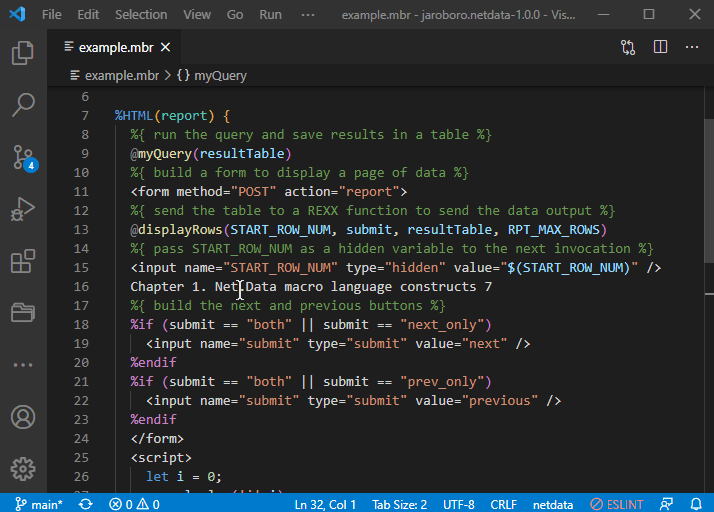 File Edit Selection View Go Run ··· example.mbr - jaroboro.netdata-1.0.0 - Vis...
example.mbr
example.mbr > {} myQuery
6
7 %HTML(report) {
8 %{ run the query and save results in a table %}
9 @myQuery(resultTable)
10 %{ build a form to display a page of data %}
11 <form method="POST" action="report">
12 %{ send the table to a REXX function to send the data output %}
13 @displayRows(START_ROW_NUM, submit, resultTable, RPT_MAX_ROWS)
14 %{ pass START_ROW_NUM as a hidden variable to the next invocation %}
15 <input name="START_ROW_NUM" type="hidden" value="$(START_ROW_NUM)" />
16 Chapter 1. Net.Data macro language constructs 7
17 %{ build the next and previous buttons %}
18 %if (submit == "both" || submit == "next_only")
19 <input name="submit" type="submit" value="next" />
20 %endif
21 %if (submit == "both" || submit == "prev_only")
22 <input name="submit" type="submit" value="previous" />
23 %endif
24 </form>
25 <script>
26 let i = 0;
4
main* 0 0 Ln 32, Col 1 Tab Size: 2 UTF-8 CRLF netdata ESLINT